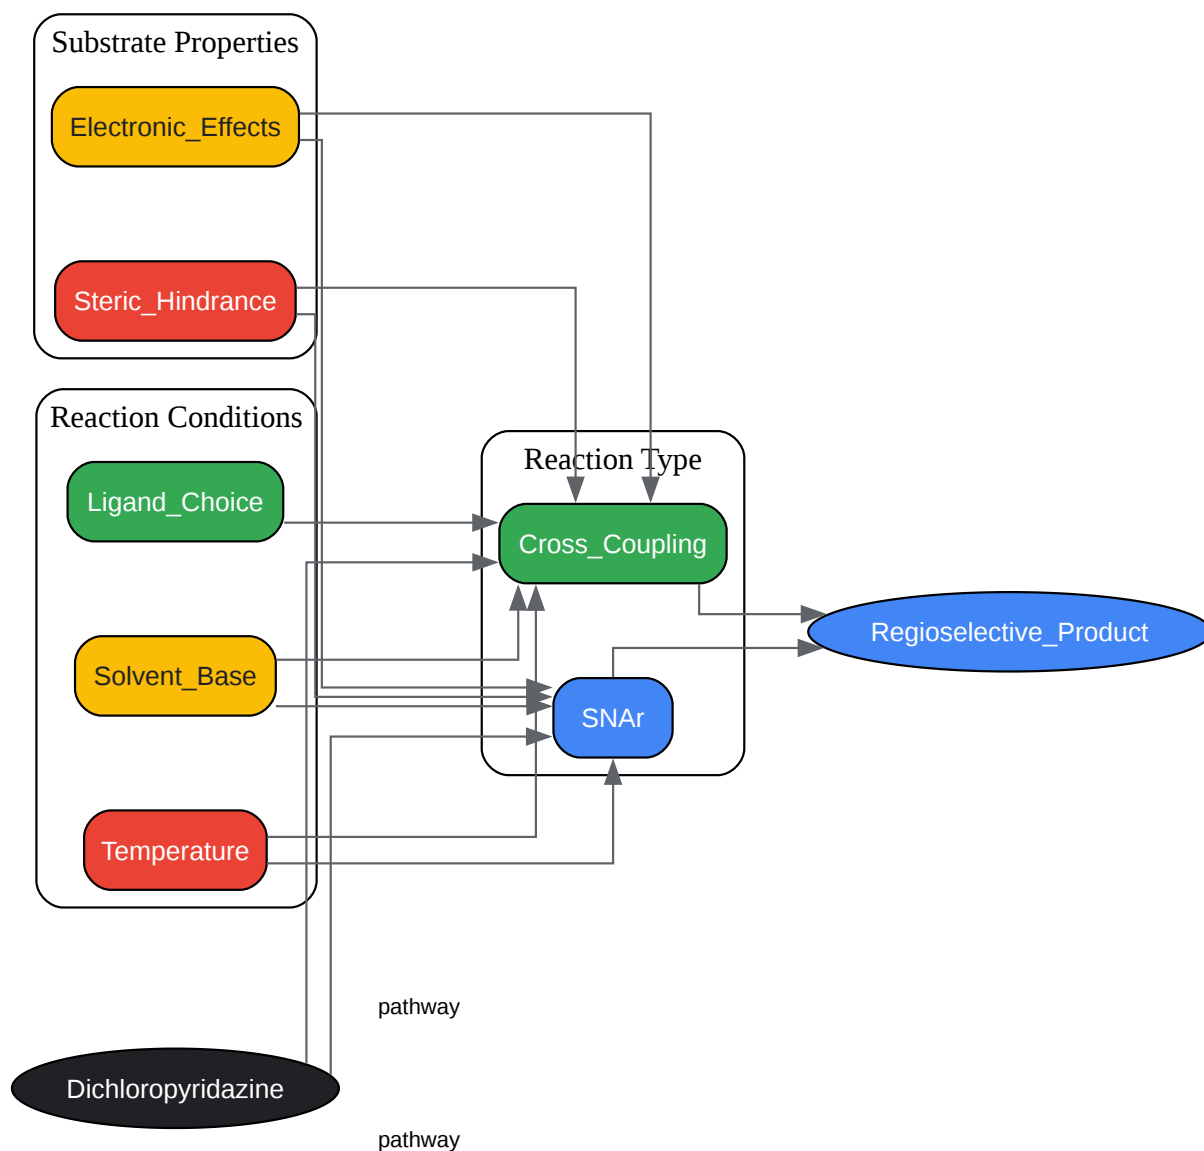 Substrate Properties
Electronic_Effects
Steric_Hindrance
Reaction Conditions
Ligand_Choice
Solvent_Base
Temperature
Reaction Type
Cross_Coupling
SNAr
Regioselective_Product
pathway
Dichloropyridazine
pathway